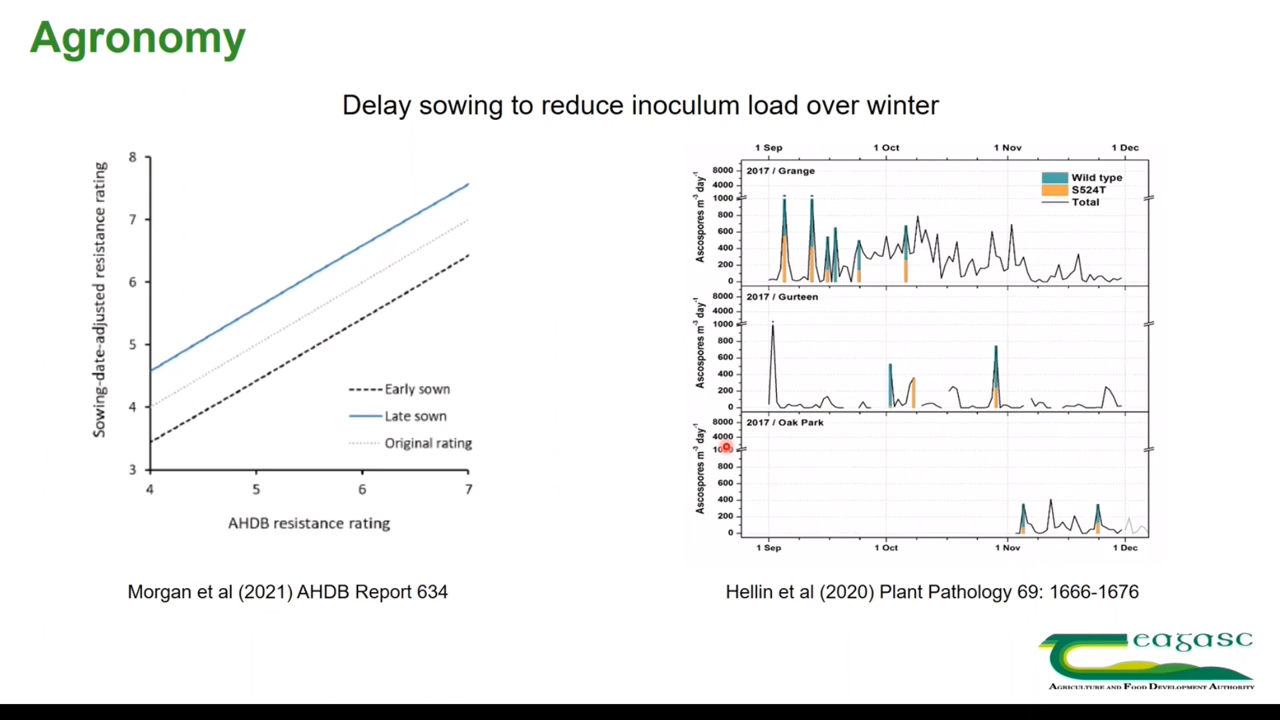 Agronomy
Delay sowing to reduce inoculum load over winter
Sowing-date-adjusted resistance rating
8
7
6
5
4
3
4
5
6
7
Early sown
Late sown
Original rating
AHDB resistance rating
Morgan et al (2021) AHDB Report 634
1 Sep
1 Oct
1 Nov
1 Dec
2017 / Grange
Wild type
S524T
Total
Ascospores m⁻³ day⁻¹
8000
4000
1000
800
600
400
200
0
2017 / Gurteen
Ascospores m⁻³ day⁻¹
8000
4000
1000
800
600
400
200
0
2017 / Oak Park
Ascospores m⁻³ day⁻¹
8000
4000
800
600
400
200
0
1 Sep
1 Oct
1 Nov
1 Dec
Hellin et al (2020) Plant Pathology 69: 1666-1676
Teagasc
AGRICULTURE AND FOOD DEVELOPMENT AUTHORITY